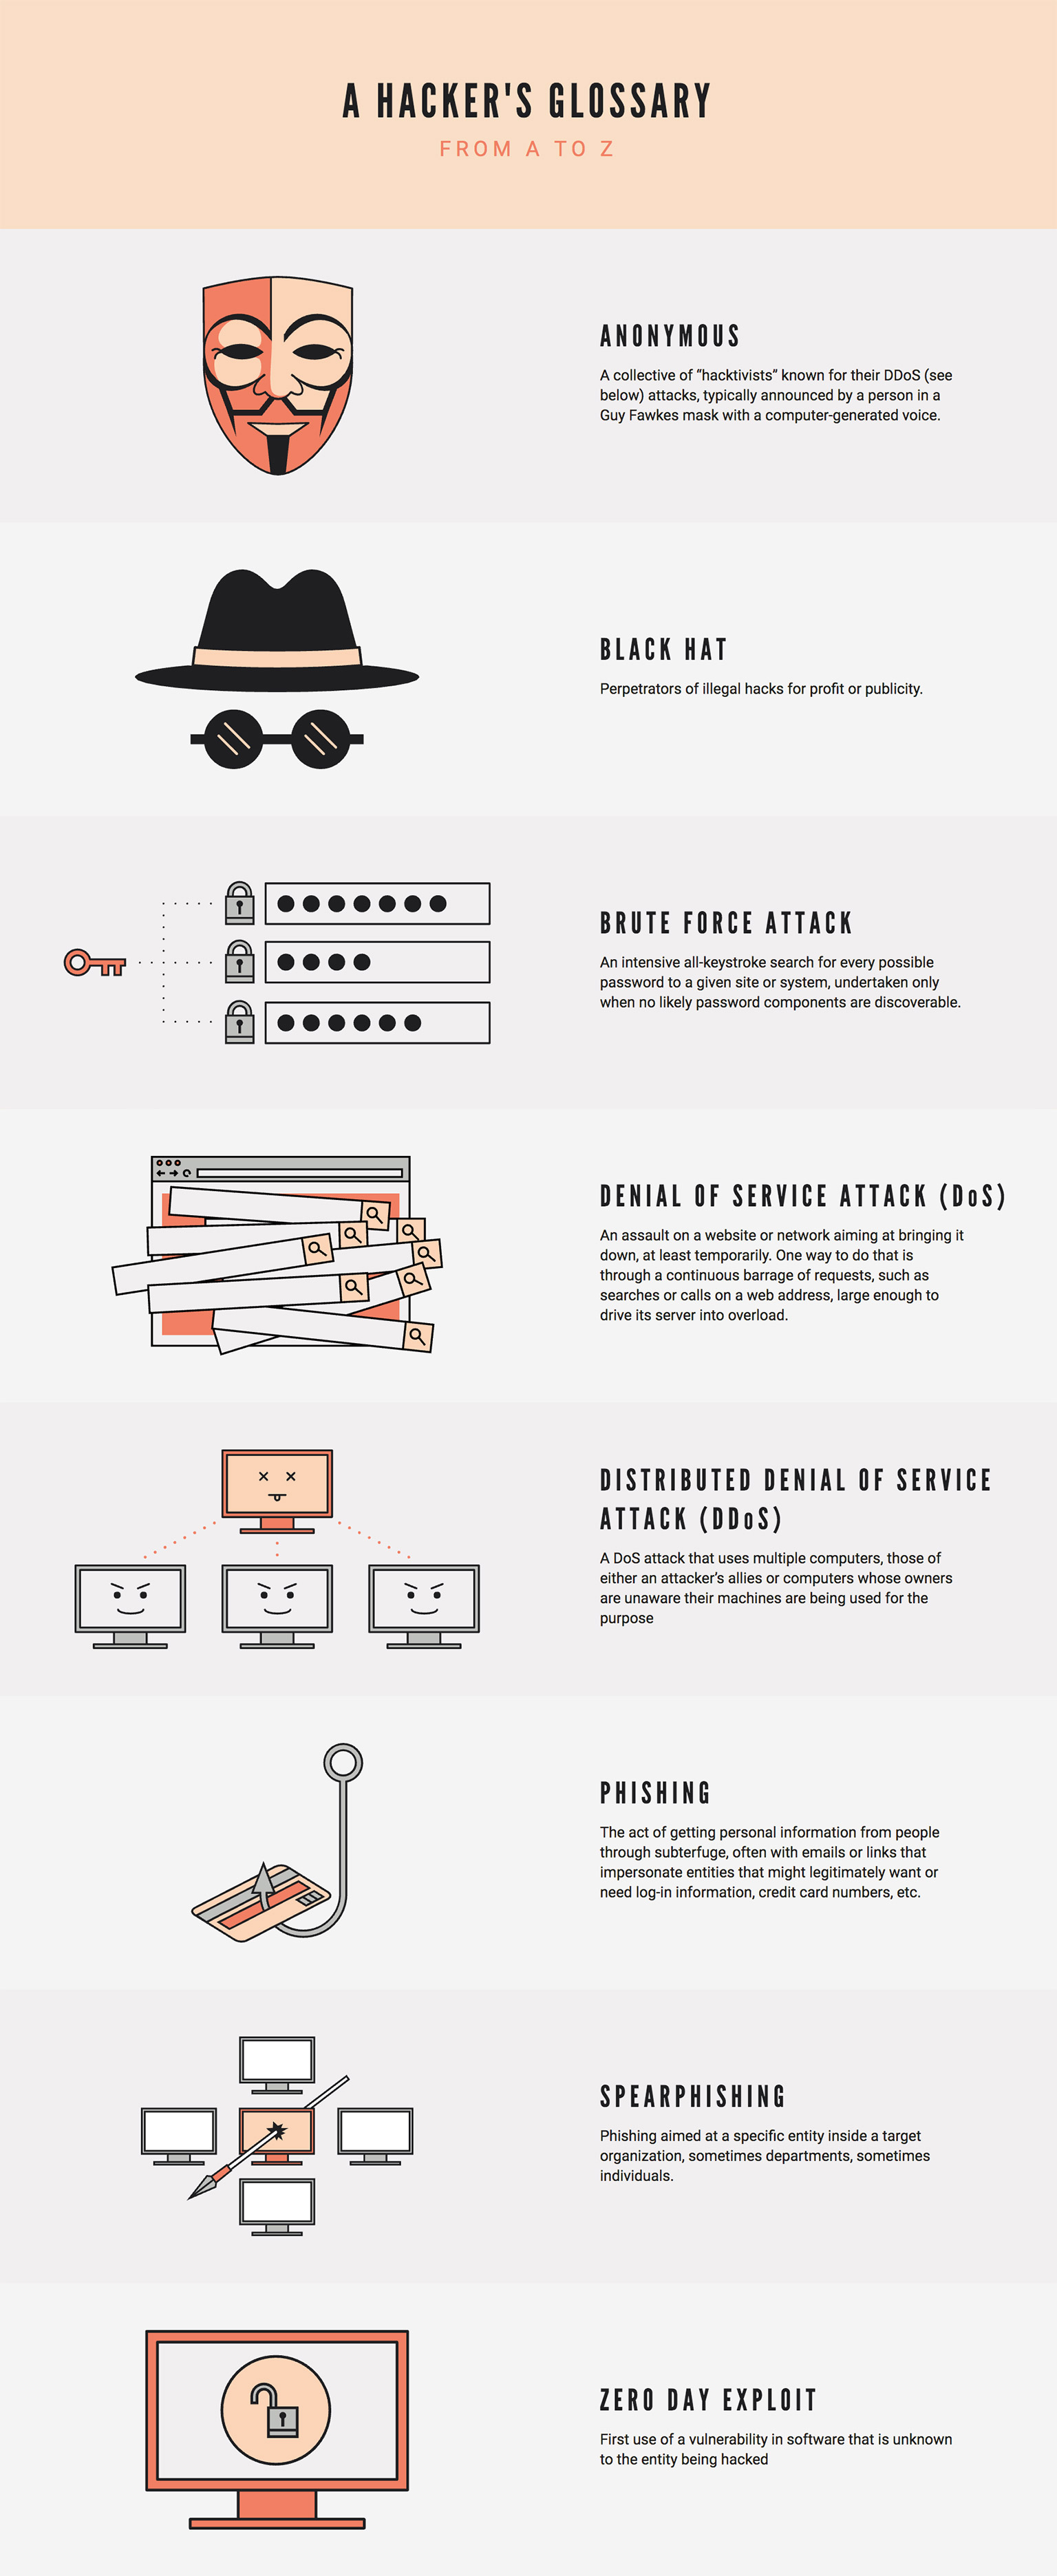 A HACKER'S GLOSSARY
FROM A TO Z
ANONYMOUS
A collective of “hacktivists” known for their DDoS (see
below) attacks, typically announced by a person in a
Guy Fawkes mask with a computer-generated voice.
BLACK HAT
Perpetrators of illegal hacks for profit or publicity.
BRUTE FORCE ATTACK
An intensive all-keystroke search for every possible
password to a given site or system, undertaken only
when no likely password components are discoverable.
DENIAL OF SERVICE ATTACK (DoS)
An assault on a website or network aiming at bringing it
down, at least temporarily. One way to do that is
through a continuous barrage of requests, such as
searches or calls on a web address, large enough to
drive its server into overload.
DISTRIBUTED DENIAL OF SERVICE
ATTACK (DDoS)
A DoS attack that uses multiple computers, those of
either an attacker’s allies or computers whose owners
are unaware their machines are being used for the
purpose
PHISHING
The act of getting personal information from people
through subterfuge, often with emails or links that
impersonate entities that might legitimately want or
need log-in information, credit card numbers, etc.
SPEARPHISHING
Phishing aimed at a specific entity inside a target
organization, sometimes departments, sometimes
individuals.
ZERO DAY EXPLOIT
First use of a vulnerability in software that is unknown
to the entity being hacked